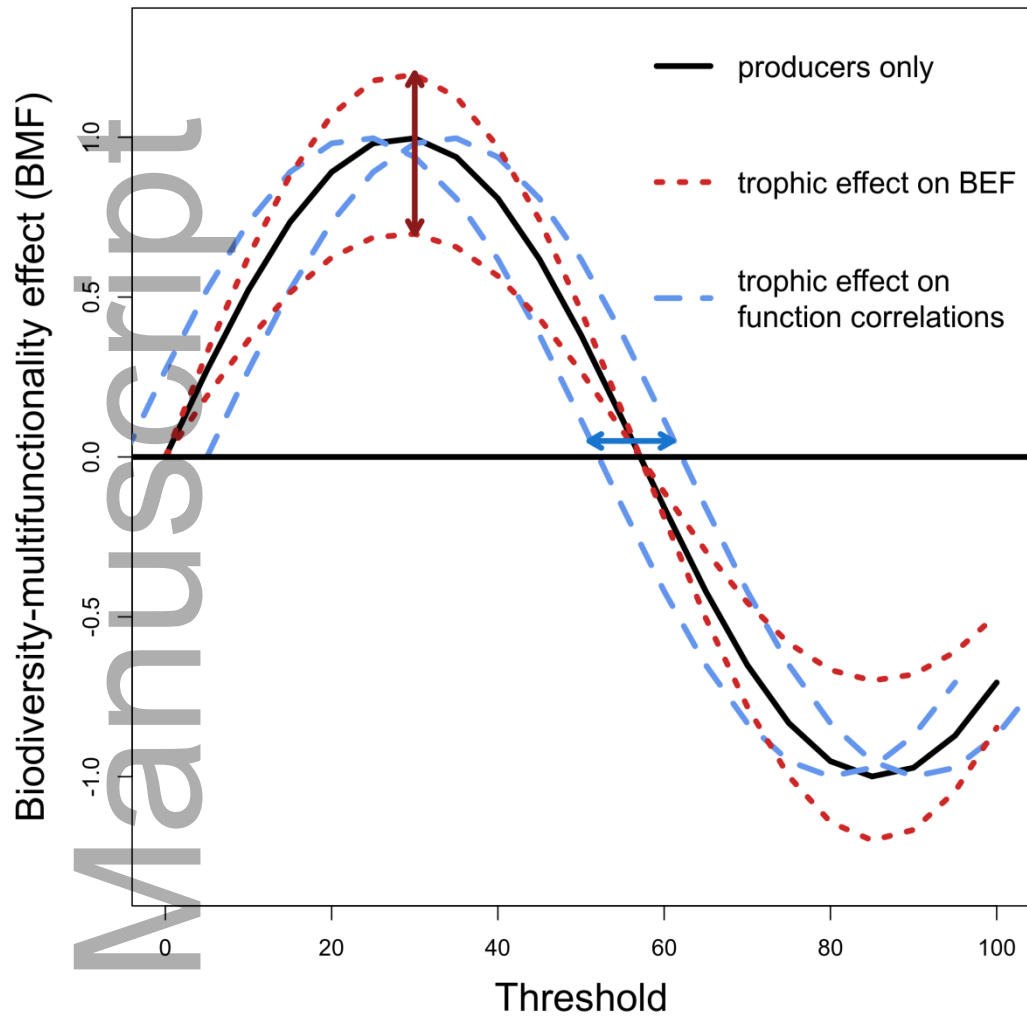 producers only
trophic effect on BEF
trophic effect on
function correlations
Biodiversity-multifunctionality effect (BMF)
1.0
0.5
0.0
-0.5
-1.0
0 20 40 60 80 100
Threshold
Manuscript